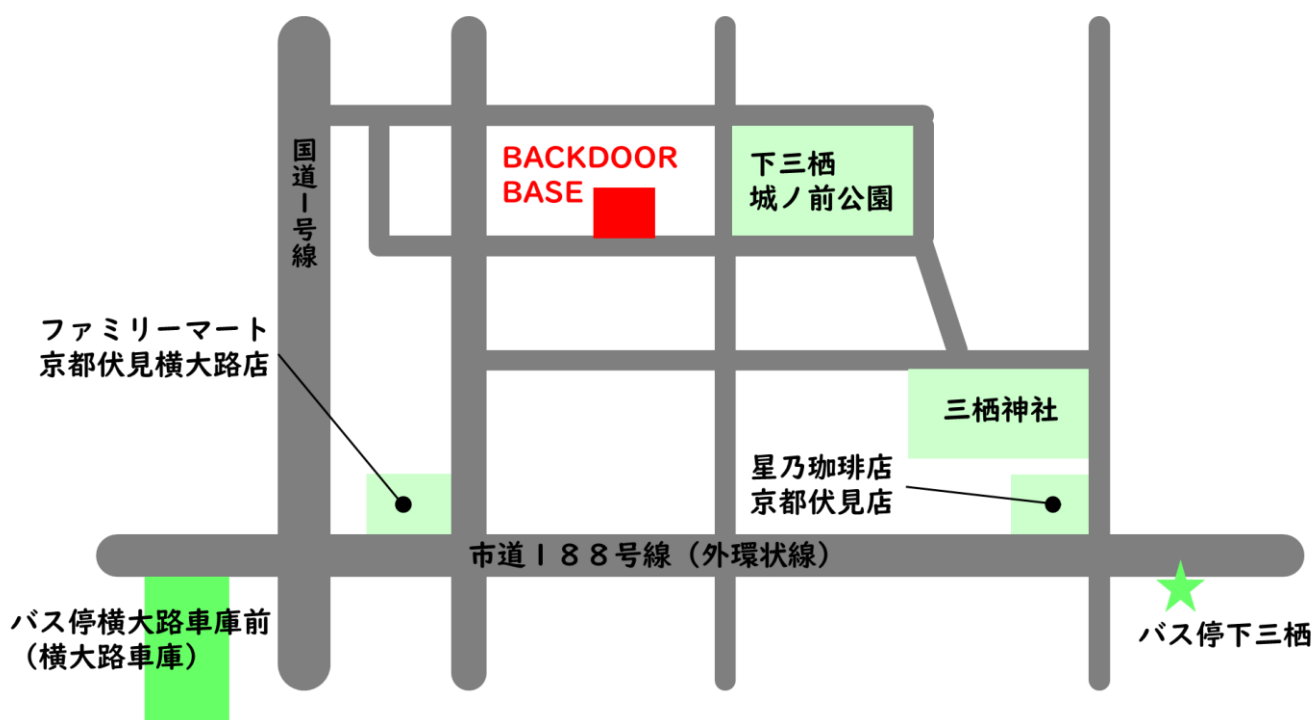 国道1号線
BACKDOOR
BASE
下三栖
城ノ前公園
ファミリーマート
京都伏見横大路店
三栖神社
星乃珈琲店
京都伏見店
市道188号線（外環状線）
バス停横大路車庫前
（横大路車庫）
バス停下三栖